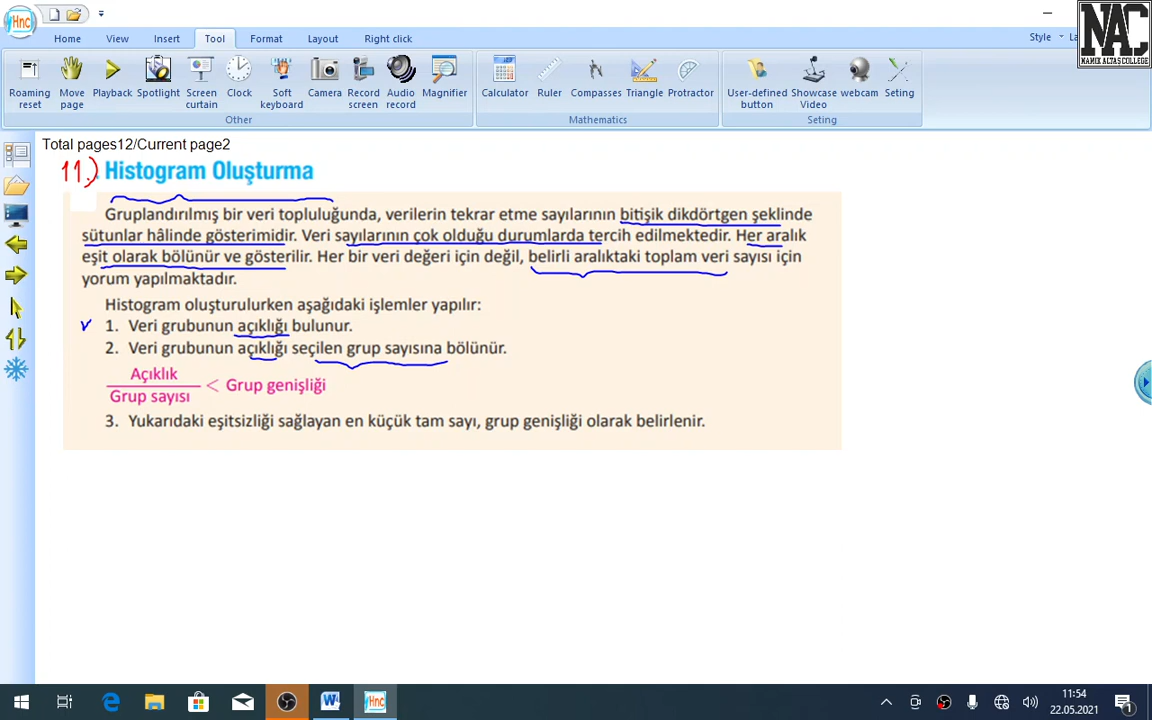 Hnc
Home View Insert Tool Format Layout Right click
Style
NAC
NAMIK ALTAS COLLEGE
Roaming reset Move page Playback Spotlight Screen curtain Clock Soft keyboard Camera Record screen Audio record Magnifier Calculator Ruler Compasses Triangle Protractor User-defined button Showcase Video webcam Seting
Other Mathematics Seting
Total pages12/Current page2
11.) Histogram Oluşturma
Gruplandırılmış bir veri topluluğunda, verilerin tekrar etme sayılarının bitişik dikdörtgen şeklinde
sütunlar hâlinde gösterimidir. Veri sayılarının çok olduğu durumlarda tercih edilmektedir. Her aralık
eşit olarak bölünür ve gösterilir. Her bir veri değeri için değil, belirli aralıktaki toplam veri sayısı için
yorum yapılmaktadır.
Histogram oluşturulurken aşağıdaki işlemler yapılır:
1. Veri grubunun açıklığı bulunur.
2. Veri grubunun açıklığı seçilen grup sayısına bölünür.
Açıklık
Grup sayısı < Grup genişliği
3. Yukarıdaki eşitsizliği sağlayan en küçük tam sayı, grup genişliği olarak belirlenir.
Hnc
11:54
22.05.2021
1